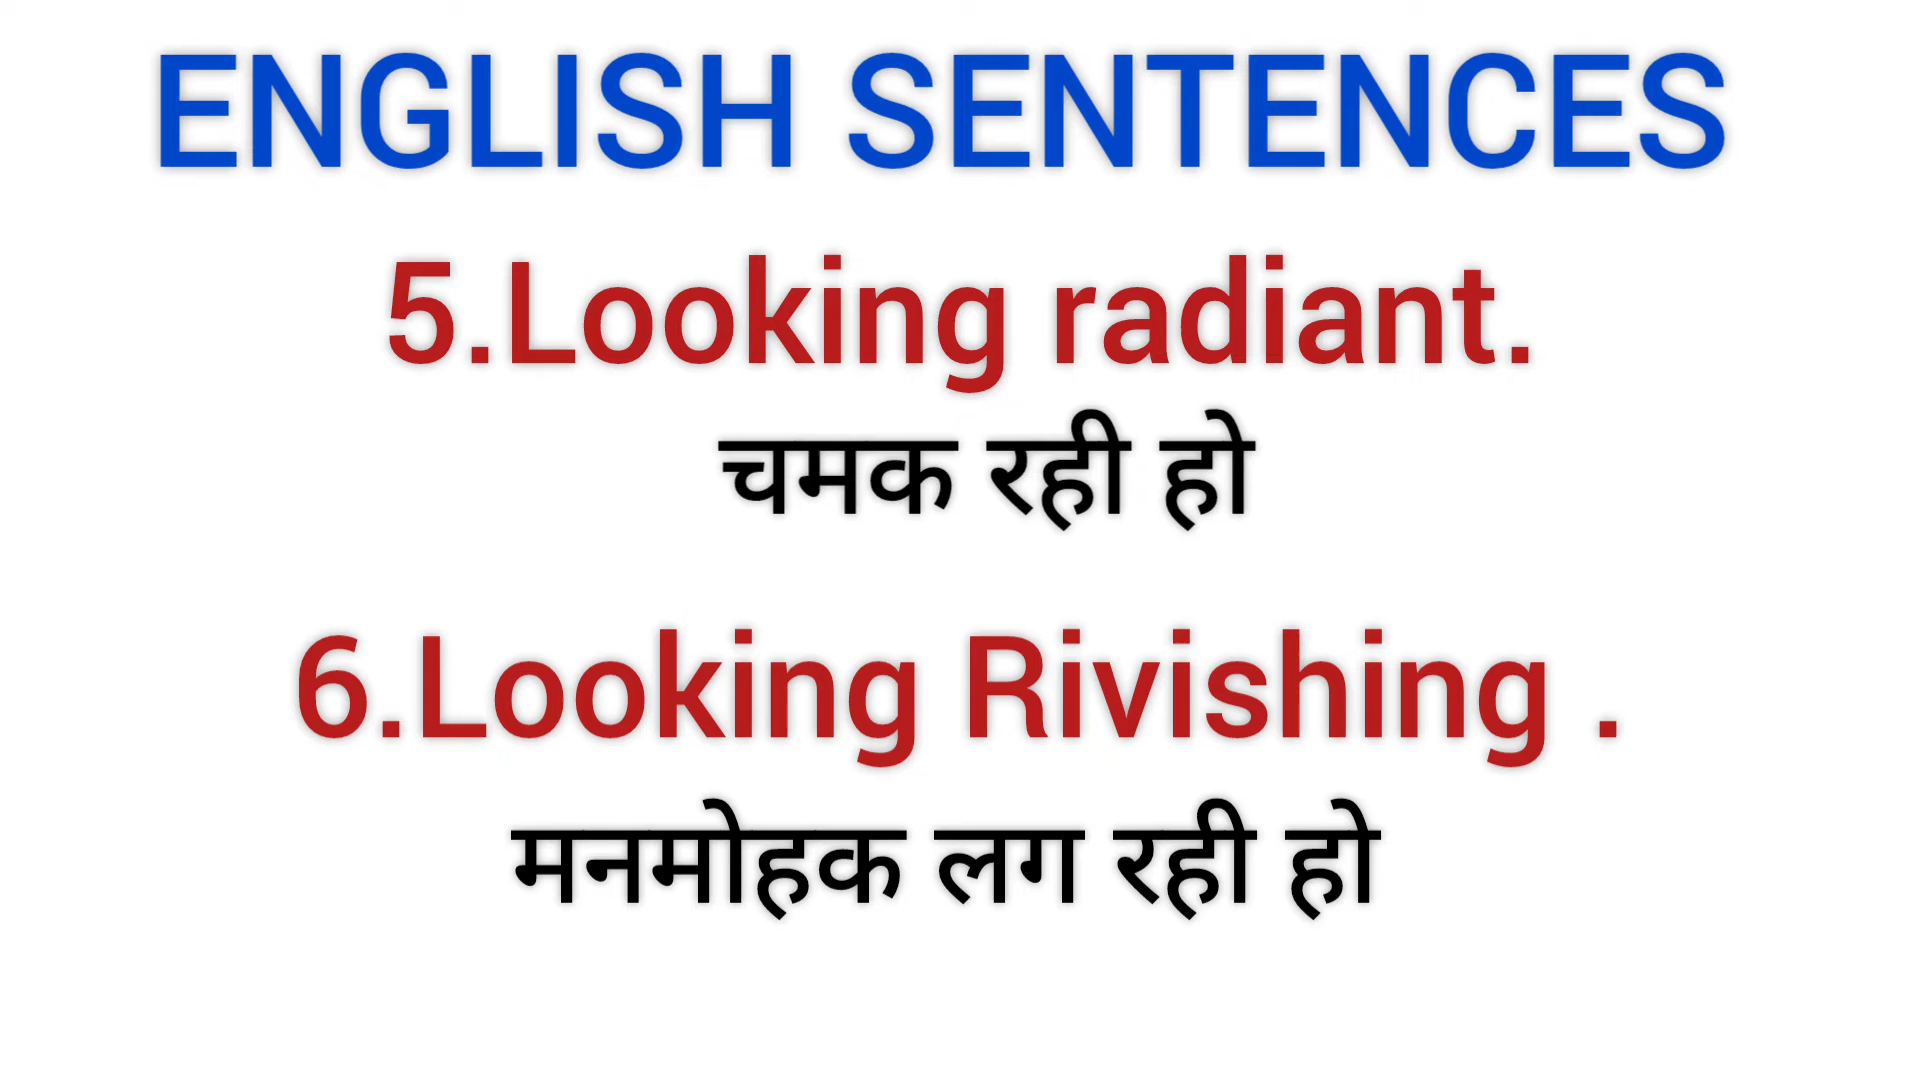 ENGLISH SENTENCES
5.Looking radiant.
चमक रही हो
6.Looking Rivishing .
मनमोहक लग रही हो